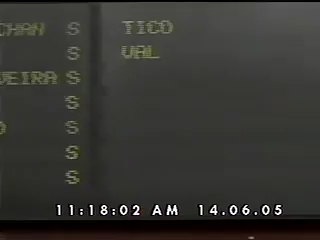 CHAN S TICO
S VAL
VEIRA S
S
S
S
S
11:18:02 AM 14.06.05